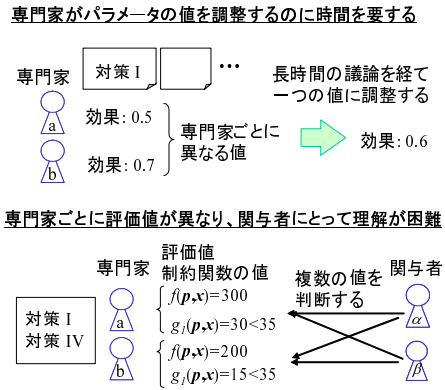 専門家がパラメータの値を調整するのに時間を要する
対策 I
…
専門家
a
効果: 0.5
b
効果: 0.7
専門家ごとに
異なる値
長時間の議論を経て
一つの値に調整する
効果: 0.6
専門家ごとに評価値が異なり、関与者にとって理解が困難
対策 I
対策 IV
専門家
a
b
評価値
制約関数の値
f(p,x)=300
g1(p,x)=30<35
f(p,x)=200
g1(p,x)=15<35
複数の値を
判断する
関与者
α
β